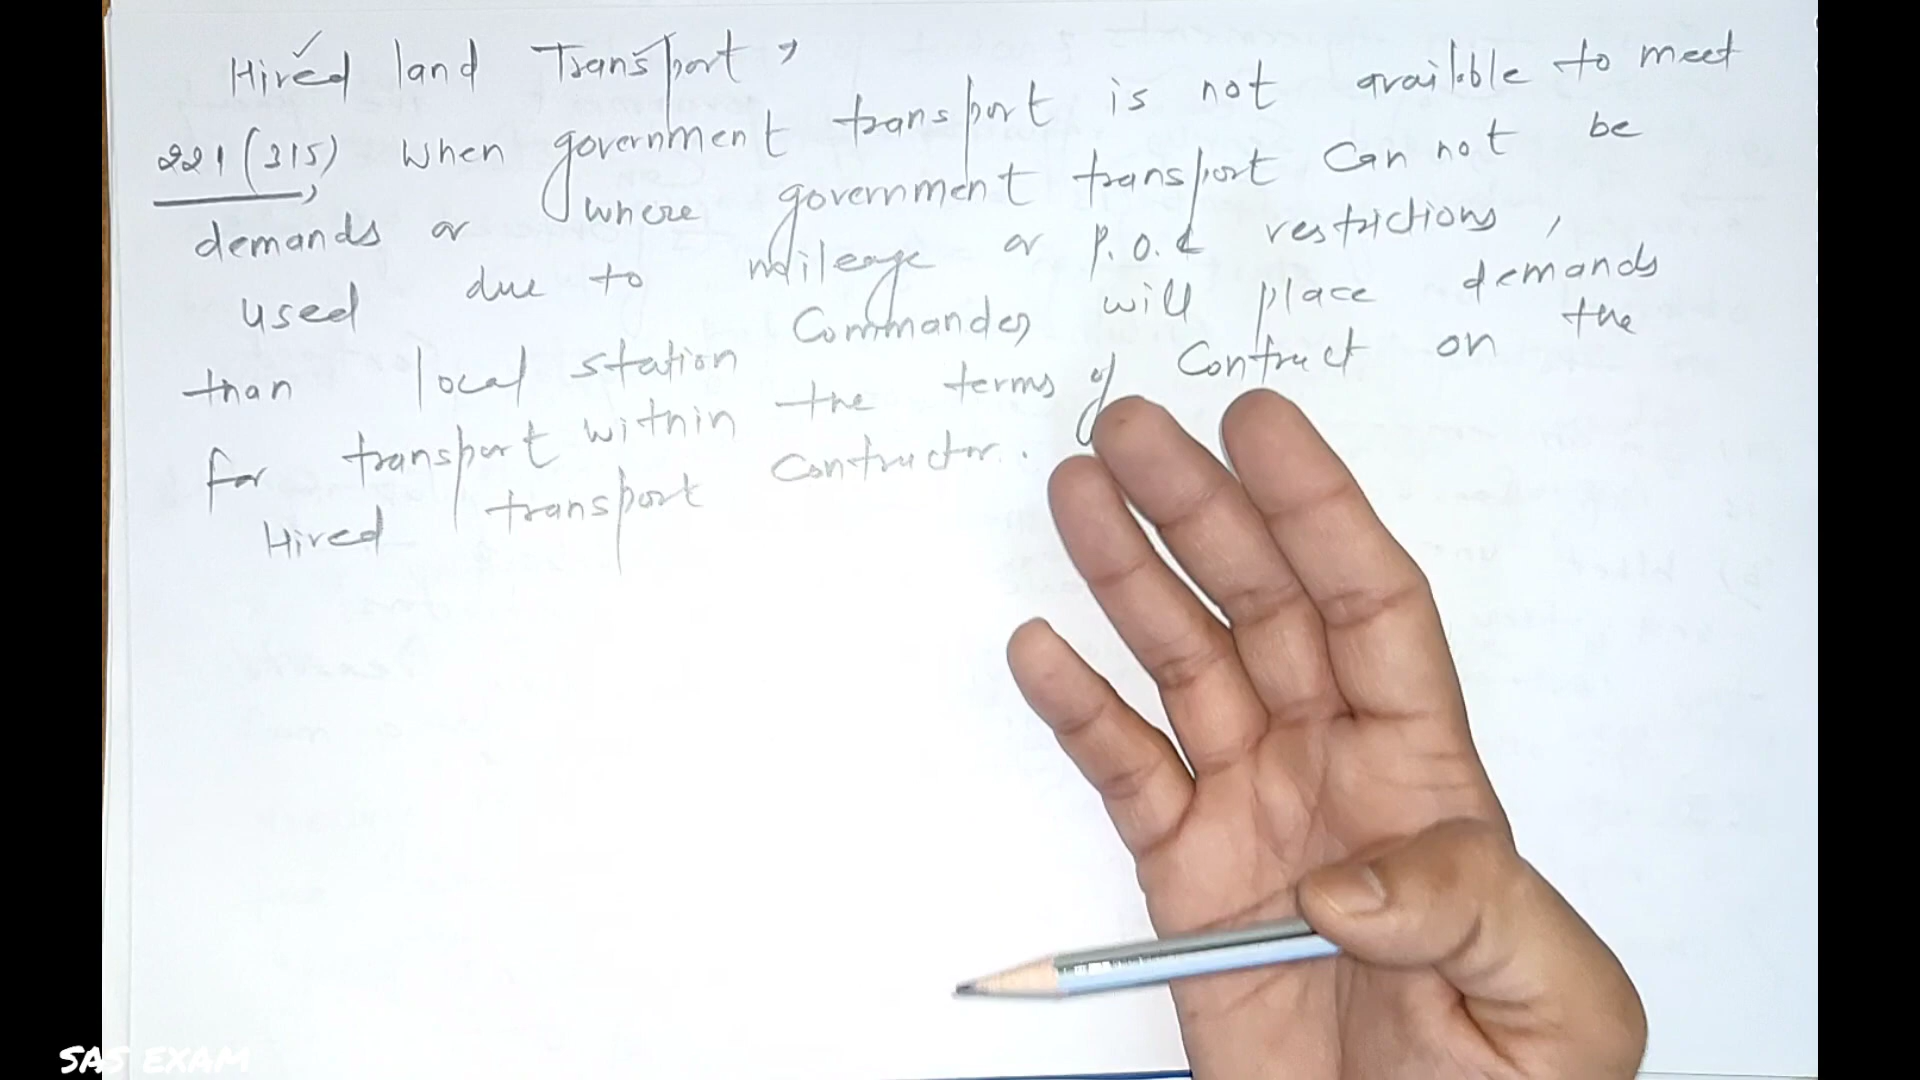 Hired land Transport,
221 (315), when government transport is not available to meet
demands or where government transport can not be
used due to mileage or P.O.L restrictions,
than local station Commander will place demands
for transport within the terms of Contruct on the
Hired transport Contructor.
SAS EXAM